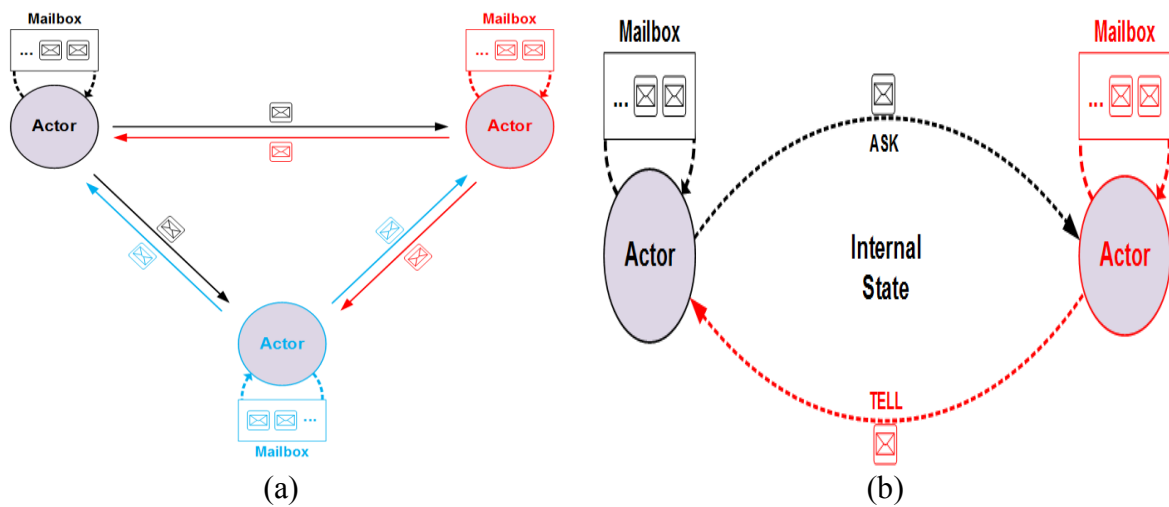 Mailbox
...
Actor
Mailbox
...
Actor
Actor
...
Mailbox
(a)
Mailbox
...
Actor
ASK
Internal
State
Mailbox
...
Actor
TELL
(b)